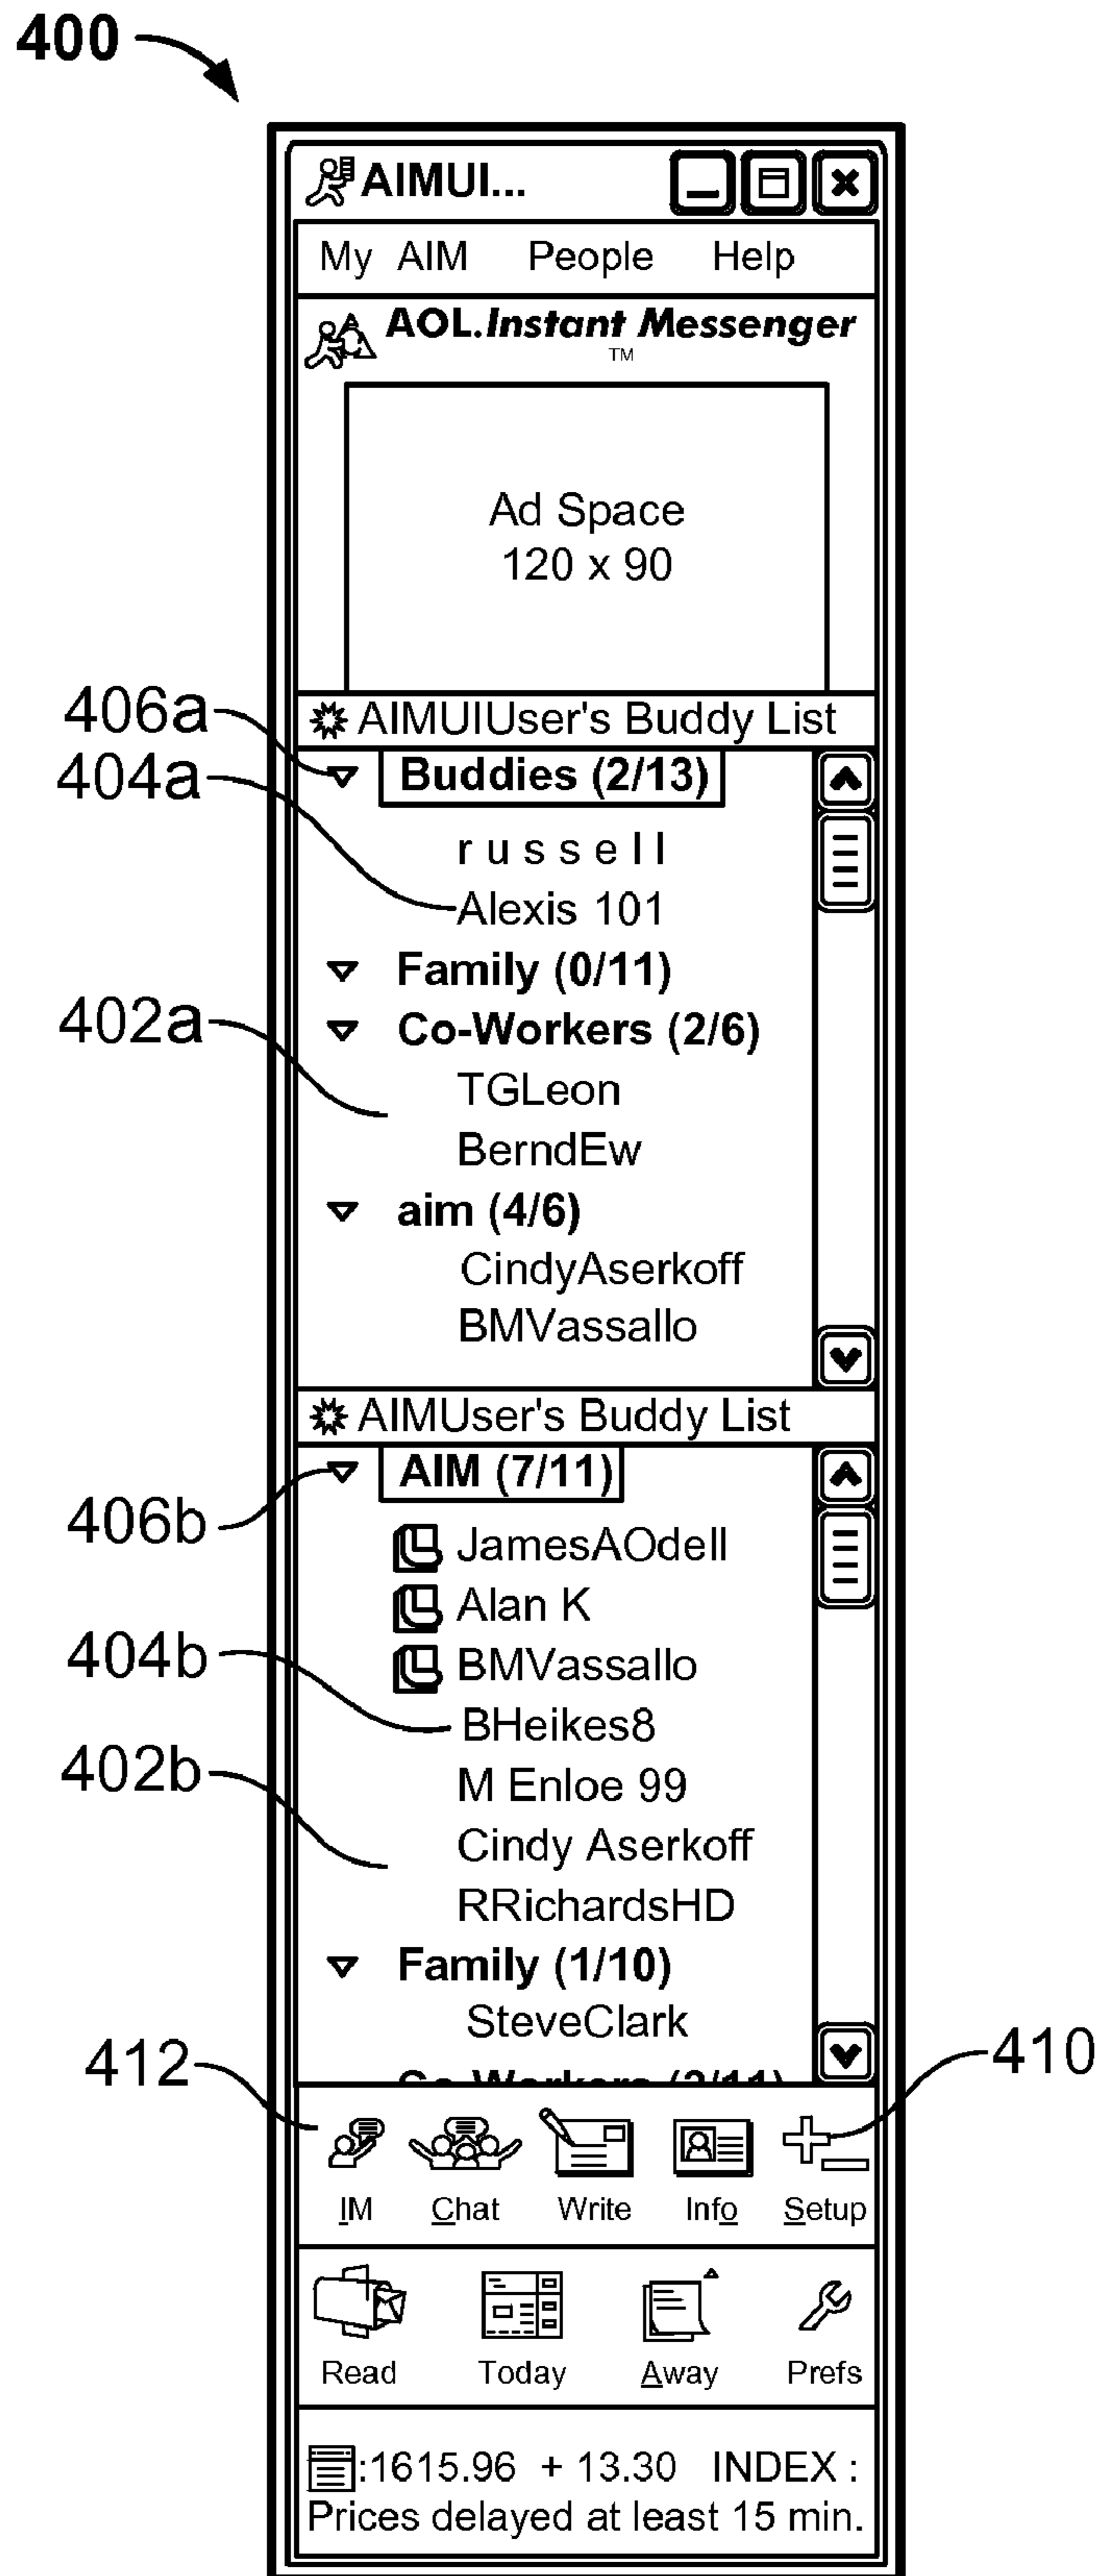 400
AIMUI...
My AIM People Help
AOL.Instant Messenger
TM
Ad Space
120 x 90
AIMUIUser's Buddy List
406a
Buddies (2/13)
404a
r u s s e l l
Alexis 101
Family (0/11)
402a
Co-Workers (2/6)
TGLeon
BerndEw
aim (4/6)
CindyAserkoff
BMVassallo
AIMUser's Buddy List
406b
AIM (7/11)
JamesAOdell
Alan K
404b
BMVassallo
BHeikes8
402b
M Enloe 99
Cindy Aserkoff
RRichardsHD
Family (1/10)
SteveClark
412
410
IM Chat Write Info Setup
Read Today Away Prefs
:1615.96 + 13.30 INDEX :
Prices delayed at least 15 min.